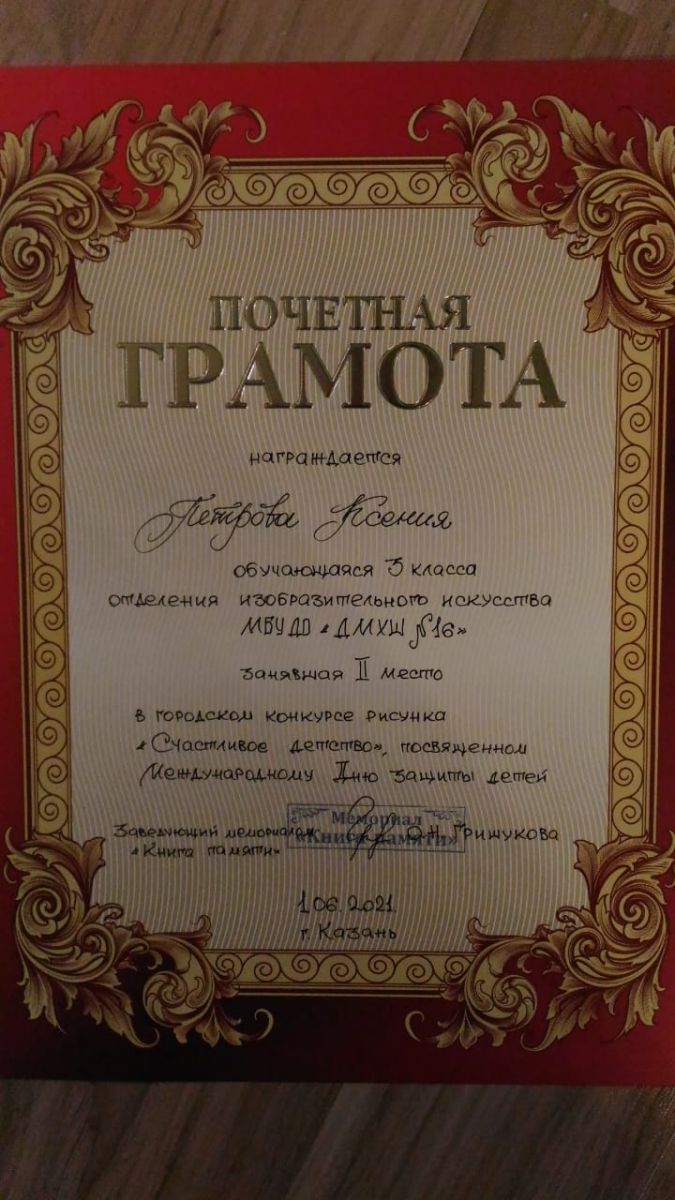 ПОЧЕТНАЯ
ГРАМОТА
награждается
Петрова Ксения
обучающаяся 3 класса
отделения изобразительного искусства
МБУДО «ДМХШ №16»
занявшая II место
в городском конкурсе рисунка
«Счастливое детство», посвященном
Международному Дню защиты детей
Заведующий мемориалом О.Н. Гришукова
«Книга памяти»
Мемориал
«Книга памяти»
1.06.2021
г. Казань